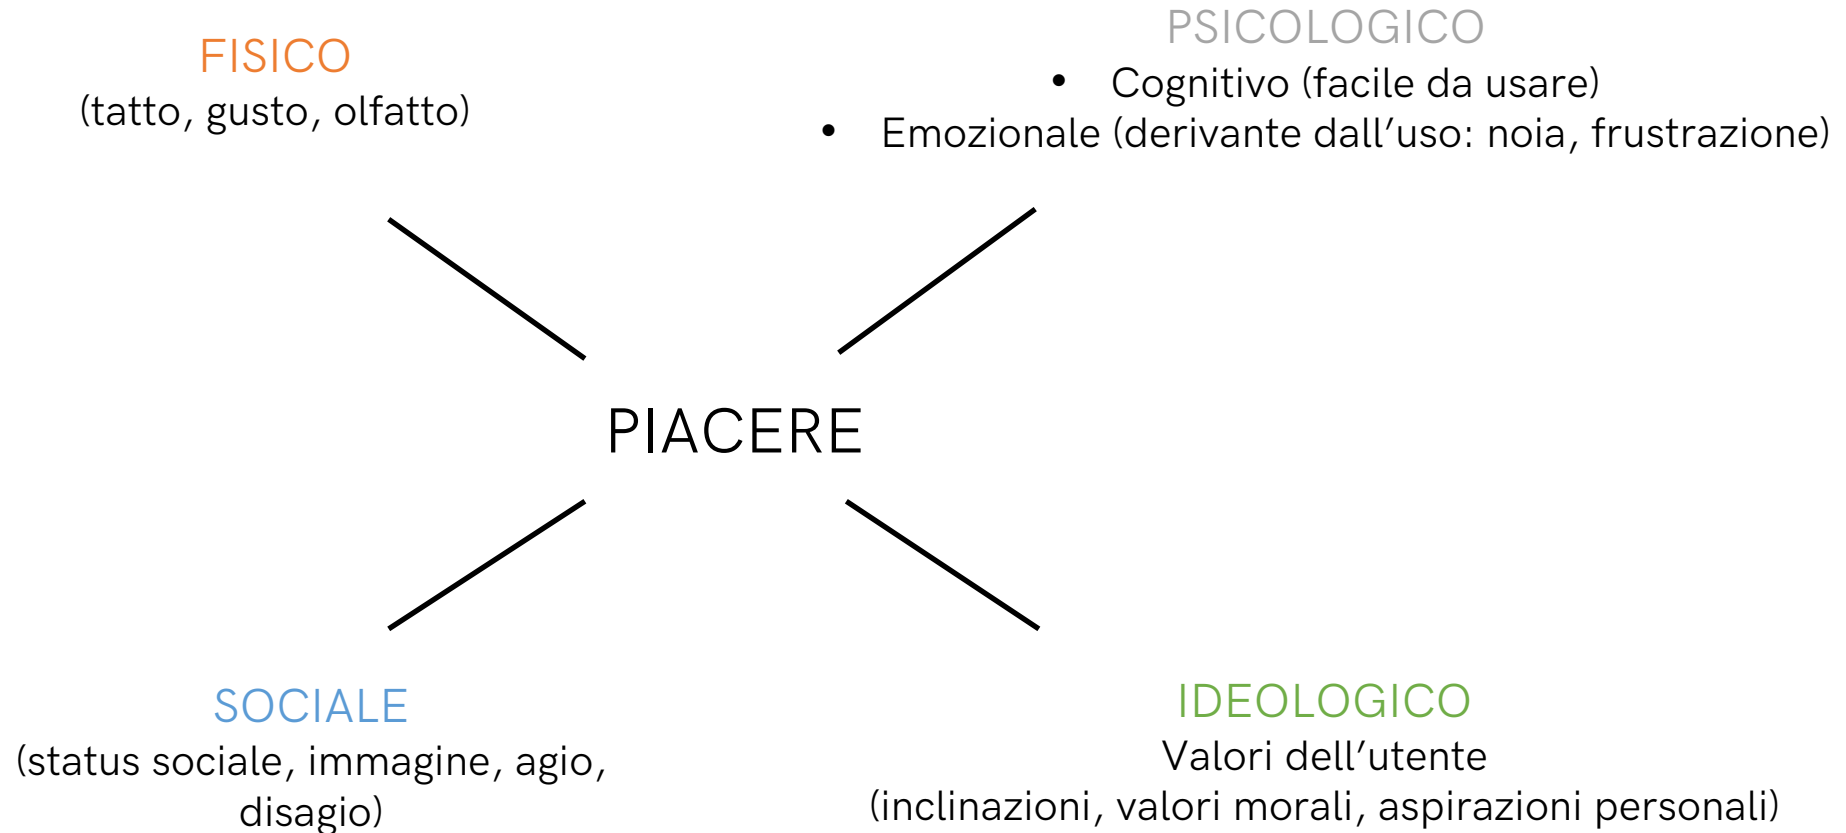 FISICO
(tatto, gusto, olfatto)
PSICOLOGICO
• Cognitivo (facile da usare)
• Emozionale (derivante dall’uso: noia, frustrazione)
PIACERE
SOCIALE
(status sociale, immagine, agio,
disagio)
IDEOLOGICO
Valori dell’utente
(inclinazioni, valori morali, aspirazioni personali)